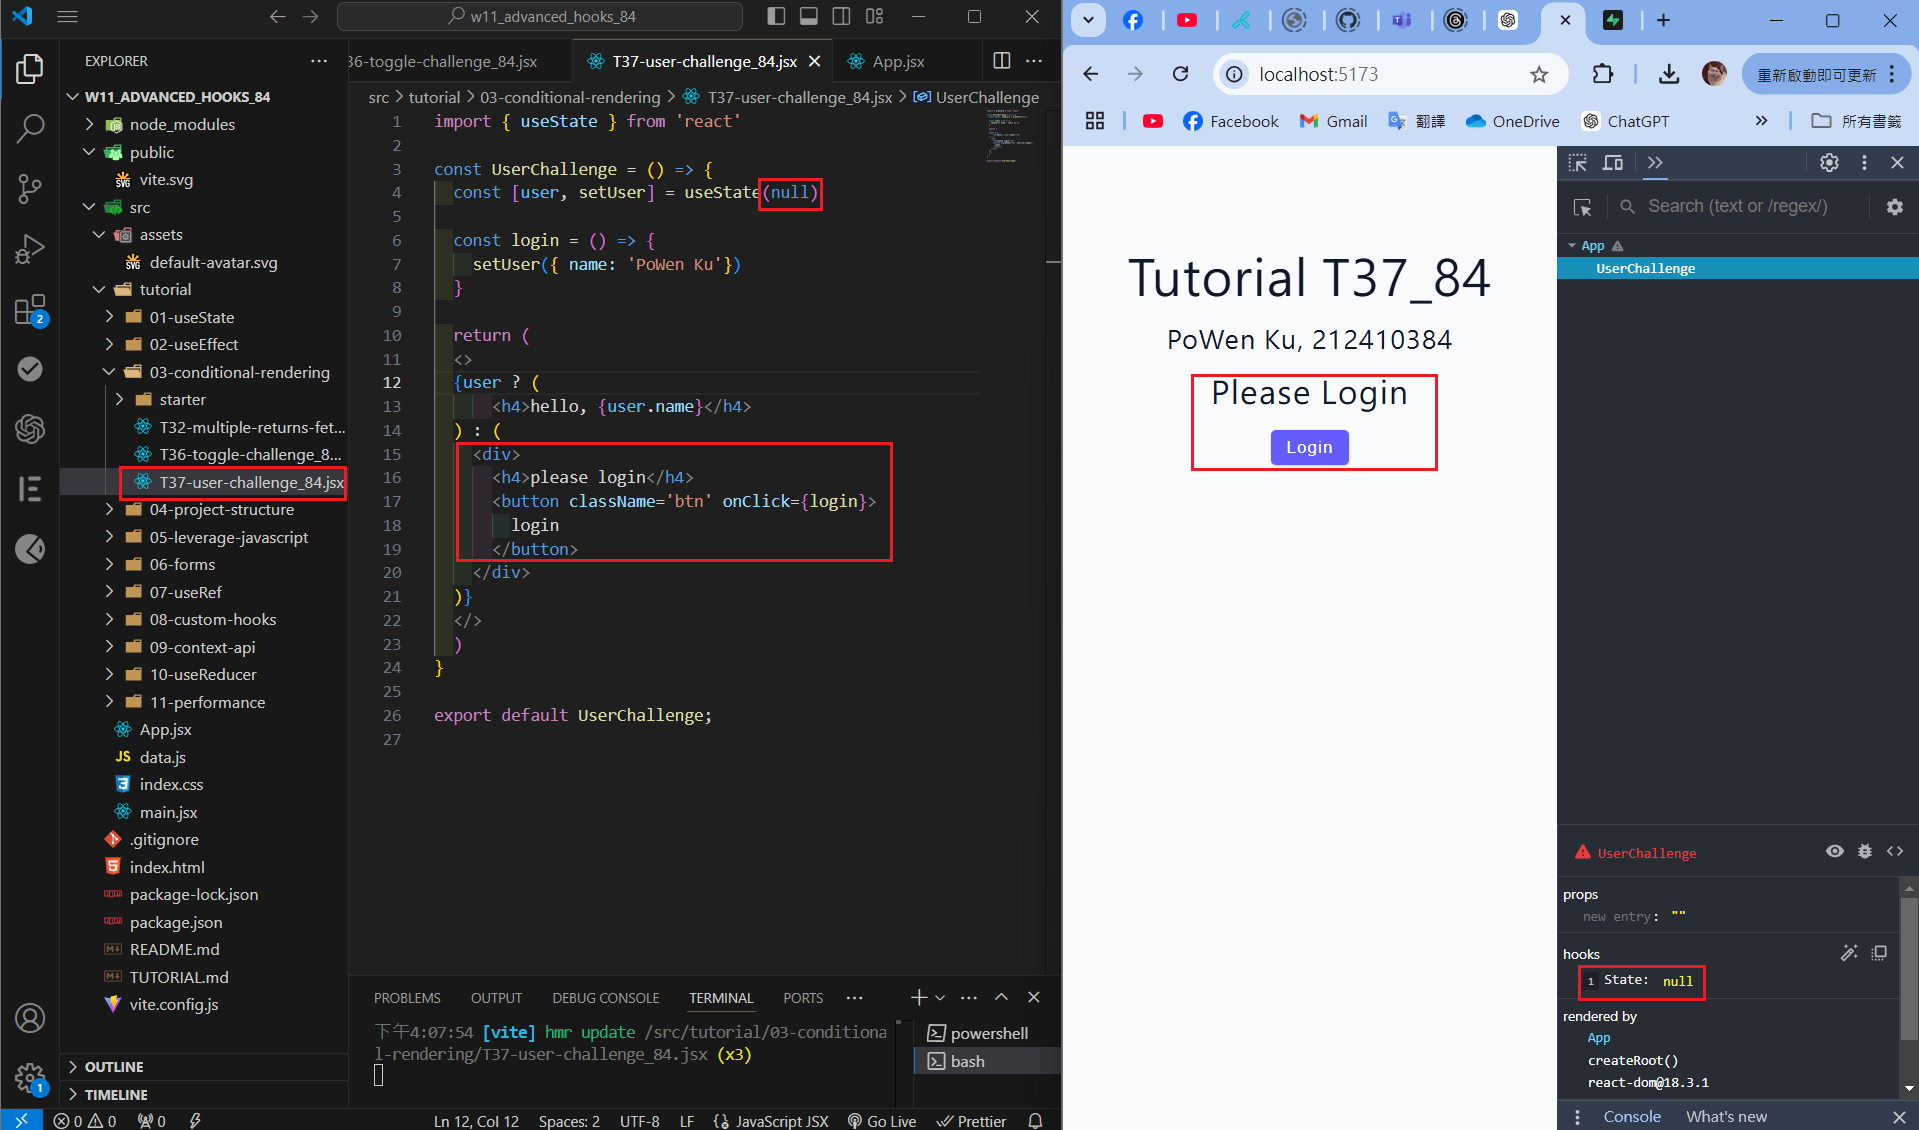 w11_advanced_hooks_84
EXPLORER
W11_ADVANCED_HOOKS_84
node_modules
public
vite.svg
src
assets
default-avatar.svg
tutorial
01-useState
02-useEffect
03-conditional-rendering
starter
T32-multiple-returns-fet...
T36-toggle-challenge_8...
T37-user-challenge_84.jsx
04-project-structure
05-leverage-javascript
06-forms
07-useRef
08-custom-hooks
09-context-api
10-useReducer
11-performance
App.jsx
JS data.js
index.css
main.jsx
.gitignore
index.html
package-lock.json
package.json
README.md
TUTORIAL.md
vite.config.js
OUTLINE
TIMELINE
2
1
36-toggle-challenge_84.jsx
T37-user-challenge_84.jsx
App.jsx
src > tutorial > 03-conditional-rendering > T37-user-challenge_84.jsx > UserChallenge
1 import { useState } from 'react'
2
3 const UserChallenge = () => {
4 const [user, setUser] = useState(null)
5
6 const login = () => {
7 setUser({ name: 'PoWen Ku'})
8 }
9
10 return (
11 <>
12 {user ? (
13 <h4>hello, {user.name}</h4>
14 ) : (
15 <div>
16 <h4>please login</h4>
17 <button className='btn' onClick={login}>
18 login
19 </button>
20 </div>
21 )}
22 </>
23 )
24 }
25
26 export default UserChallenge;
27
PROBLEMS OUTPUT DEBUG CONSOLE TERMINAL PORTS
下午4:07:54 [vite] hmr update /src/tutorial/03-conditiona
l-rendering/T37-user-challenge_84.jsx (x3)
powershell
bash
0 0 0 Ln 12, Col 12 Spaces: 2 UTF-8 LF JavaScript JSX Go Live Prettier
localhost:5173
重新啟動即可更新
Facebook Gmail 翻譯 OneDrive ChatGPT 所有書籤
Tutorial T37_84
PoWen Ku, 212410384
Please Login
Login
Search (text or /regex/)
App
UserChallenge
UserChallenge
props
new entry: ""
hooks
1 State: null
rendered by
App
createRoot()
react-dom@18.3.1
Console What's new